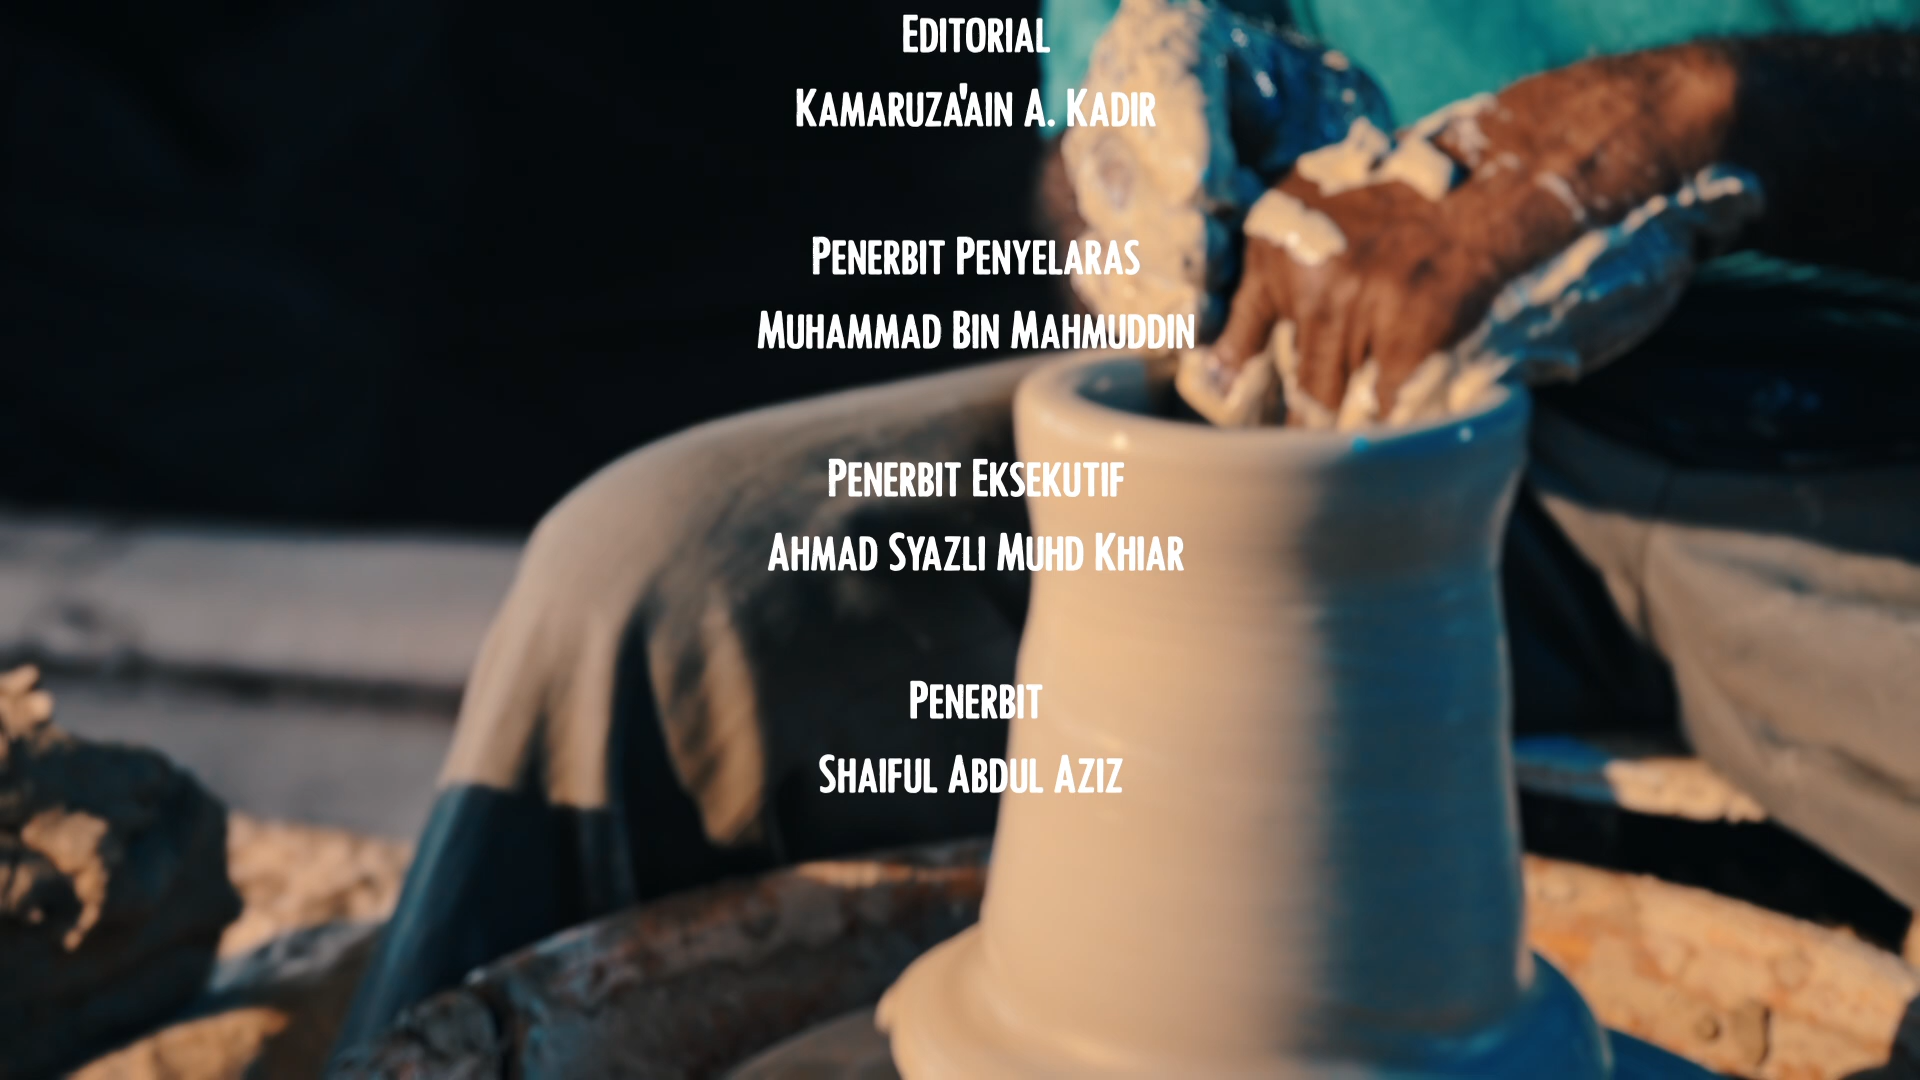 Editorial
Kamaruza'ain A. Kadir
Penerbit Penyelaras
Muhammad Bin Mahmuddin
Penerbit Eksekutif
Ahmad Syazli Muhd Khiar
Penerbit
Shaiful Abdul Aziz